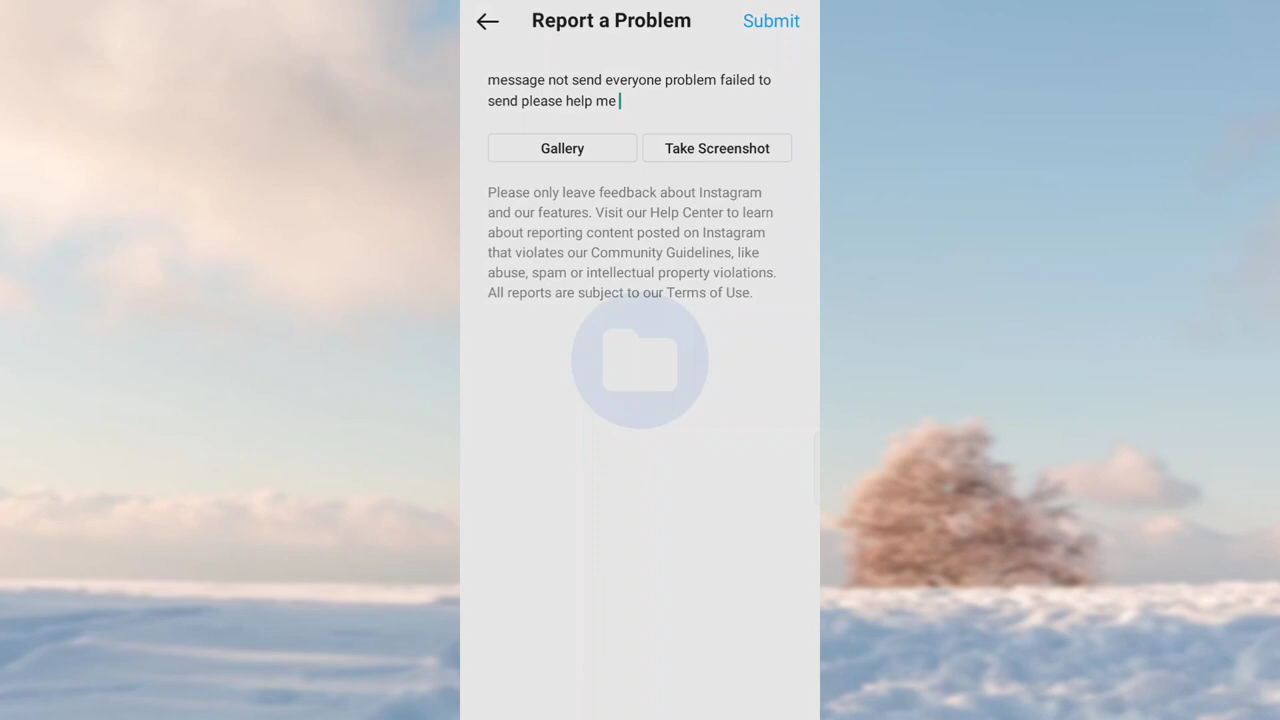 Report a Problem
Submit
message not send everyone problem failed to
send please help me
Gallery
Take Screenshot
Please only leave feedback about Instagram
and our features. Visit our Help Center to learn
about reporting content posted on Instagram
that violates our Community Guidelines, like
abuse, spam or intellectual property violations.
All reports are subject to our Terms of Use.